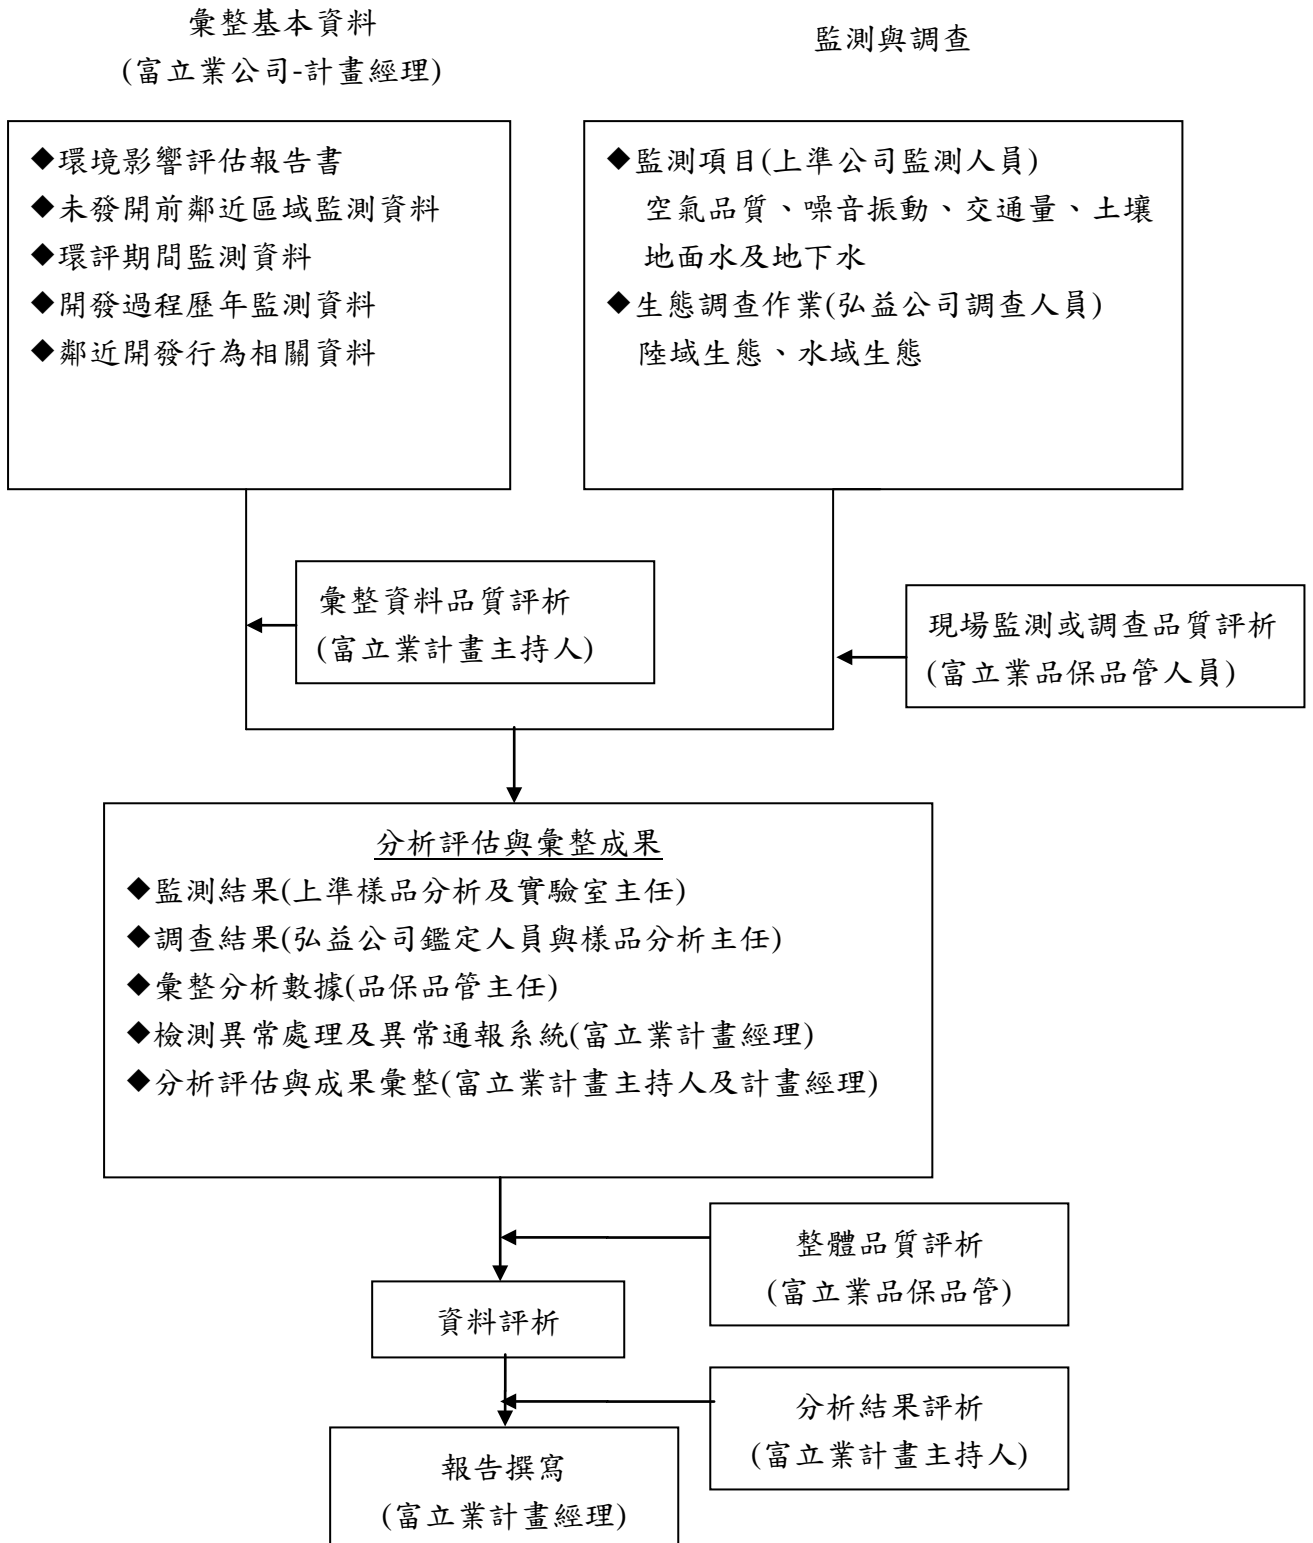 彙整基本資料
(富立業公司-計畫經理)
監測與調查
◆環境影響評估報告書
◆未發開前鄰近區域監測資料
◆環評期間監測資料
◆開發過程歷年監測資料
◆鄰近開發行為相關資料
◆監測項目(上準公司監測人員)
空氣品質、噪音振動、交通量、土壤
地面水及地下水
◆生態調查作業(弘益公司調查人員)
陸域生態、水域生態
彙整資料品質評析
(富立業計畫主持人)
現場監測或調查品質評析
(富立業品保品管人員)
分析評估與彙整成果
◆監測結果(上準樣品分析及實驗室主任)
◆調查結果(弘益公司鑑定人員與樣品分析主任)
◆彙整分析數據(品保品管主任)
◆檢測異常處理及異常通報系統(富立業計畫經理)
◆分析評估與成果彙整(富立業計畫主持人及計畫經理)
整體品質評析
(富立業品保品管)
資料評析
分析結果評析
(富立業計畫主持人)
報告撰寫
(富立業計畫經理)